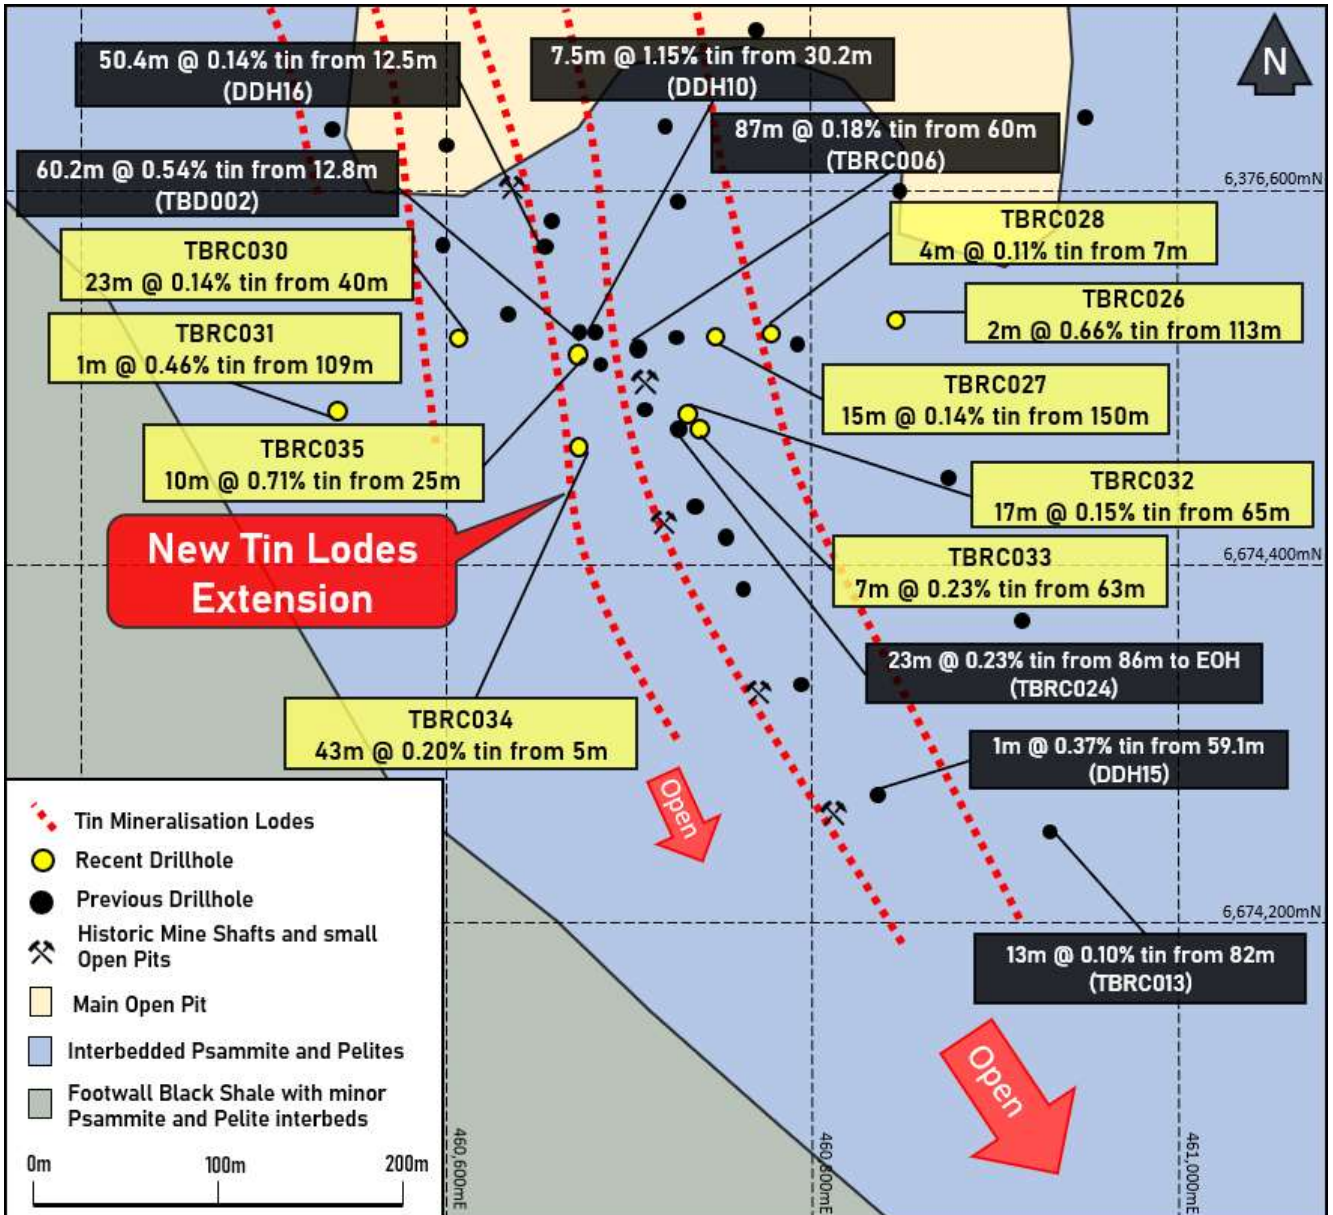 50.4m @ 0.14% tin from 12.5m
(DDH16)
7.5m @ 1.15% tin from 30.2m
(DDH10)
N
87m @ 0.18% tin from 60m
(TBRC006)
60.2m @ 0.54% tin from 12.8m
(TBD002)
6,376,600mN
TBRC028
4m @ 0.11% tin from 7m
TBRC030
23m @ 0.14% tin from 40m
TBRC026
2m @ 0.66% tin from 113m
TBRC031
1m @ 0.46% tin from 109m
TBRC027
15m @ 0.14% tin from 150m
TBRC035
10m @ 0.71% tin from 25m
TBRC032
17m @ 0.15% tin from 65m
New Tin Lodes
Extension
6,674,400mN
TBRC033
7m @ 0.23% tin from 63m
23m @ 0.23% tin from 86m to EOH
(TBRC024)
TBRC034
43m @ 0.20% tin from 5m
1m @ 0.37% tin from 59.1m
(DDH15)
Open
6,674,200mN
13m @ 0.10% tin from 82m
(TBRC013)
Open
Tin Mineralisation Lodes
Recent Drillhole
Previous Drillhole
Historic Mine Shafts and small
Open Pits
Main Open Pit
Interbedded Psammite and Pelites
Footwall Black Shale with minor
Psammite and Pelite interbeds
0m 100m 200m
460,600mE
460,800mE
461,000mE